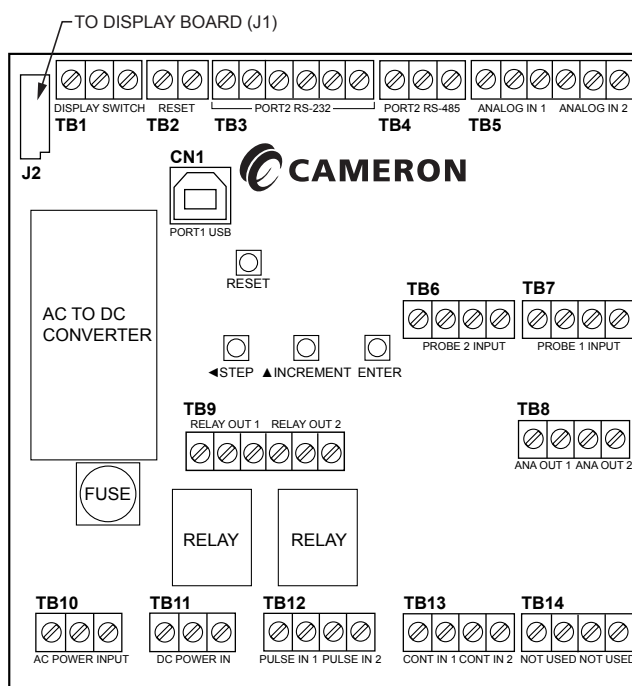 TO DISPLAY BOARD (J1)
DISPLAY SWITCH RESET PORT2 RS-232 PORT2 RS-485 ANALOG IN 1 ANALOG IN 2
TB1 TB2 TB3 TB4 TB5
J2
CN1
CAMERON
PORT1 USB
RESET
AC TO DC
CONVERTER
TB6 TB7
PROBE 2 INPUT PROBE 1 INPUT
◄STEP ▲INCREMENT ENTER
TB9
RELAY OUT 1 RELAY OUT 2
TB8
ANA OUT 1 ANA OUT 2
FUSE
RELAY RELAY
TB10 TB11 TB12 TB13 TB14
AC POWER INPUT DC POWER IN PULSE IN 1 PULSE IN 2 CONT IN 1 CONT IN 2 NOT USED NOT USED